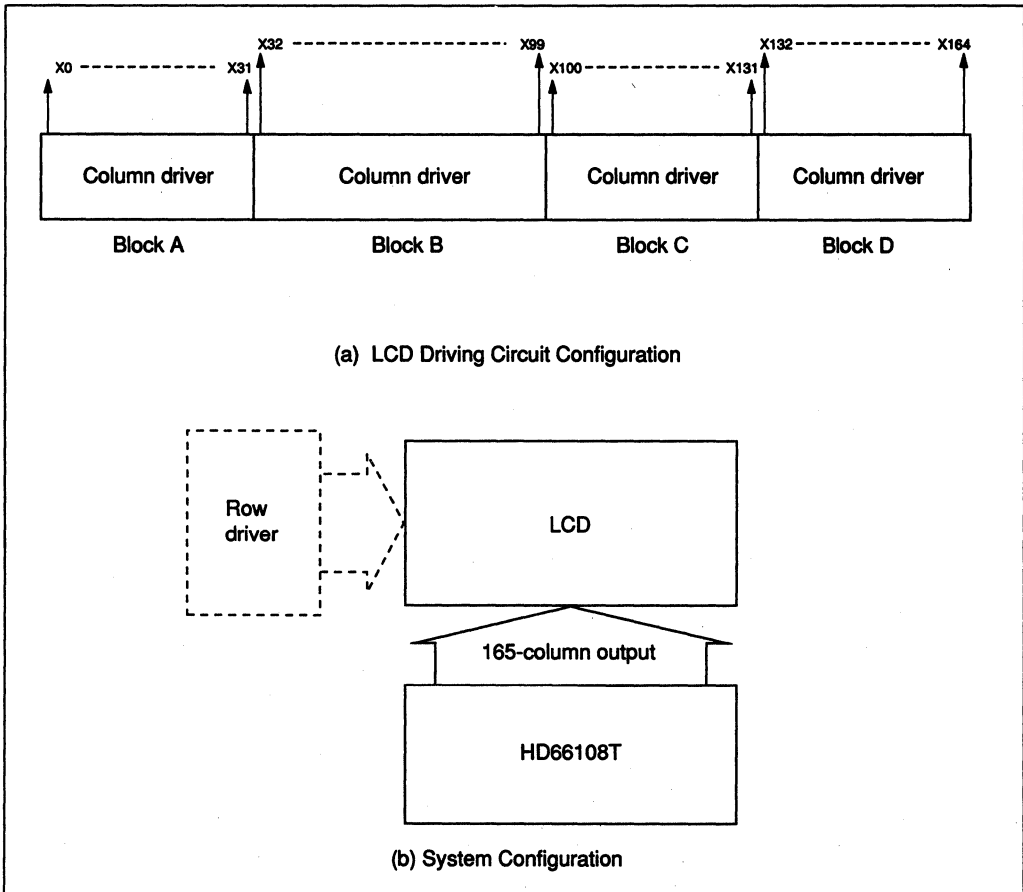 X32 ---------- X99
X132 ---------- X164
X0 ---------- X31
X100 ---------- X131
Column driver
Column driver
Column driver
Column driver
Block A
Block B
Block C
Block D
(a) LCD Driving Circuit Configuration
Row
driver
LCD
165-column output
HD66108T
(b) System Configuration